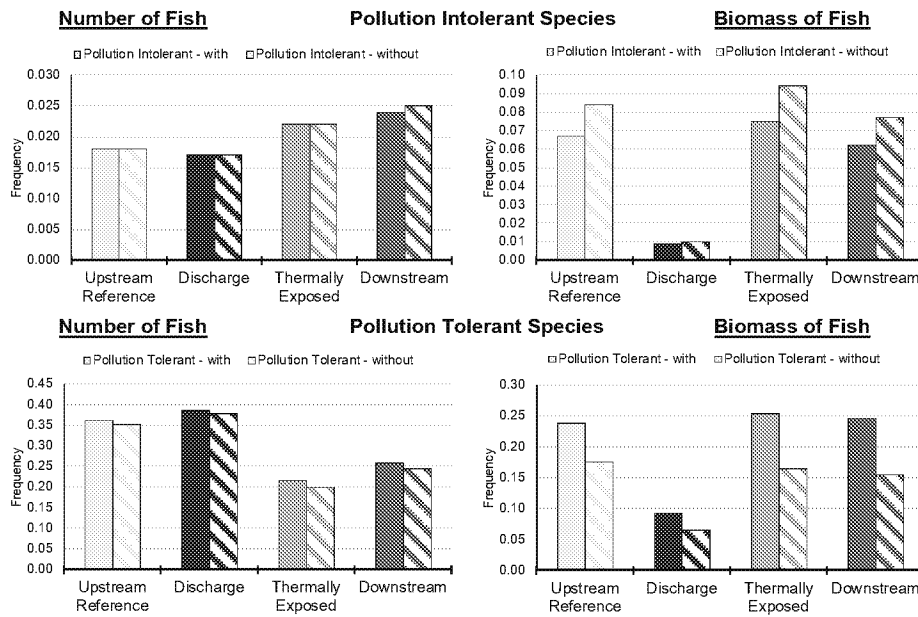 Number of Fish Pollution Intolerant Species Biomass of Fish
Pollution Intolerant - with Pollution Intolerant - without
0.030
0.025
0.020
0.015
0.010
0.005
0.000
Frequency
Upstream Reference Discharge Thermally Exposed Downstream
Pollution Intolerant - with Pollution Intolerant - without
0.10
0.09
0.08
0.07
0.06
0.05
0.04
0.03
0.02
0.01
0.00
Frequency
Upstream Reference Discharge Thermally Exposed Downstream
Number of Fish Pollution Tolerant Species Biomass of Fish
Pollution Tolerant - with Pollution Tolerant - without
0.45
0.40
0.35
0.30
0.25
0.20
0.15
0.10
0.05
0.00
Frequency
Upstream Reference Discharge Thermally Exposed Downstream
Pollution Tolerant - with Pollution Tolerant - without
0.30
0.25
0.20
0.15
0.10
0.05
0.00
Frequency
Upstream Reference Discharge Thermally Exposed Downstream